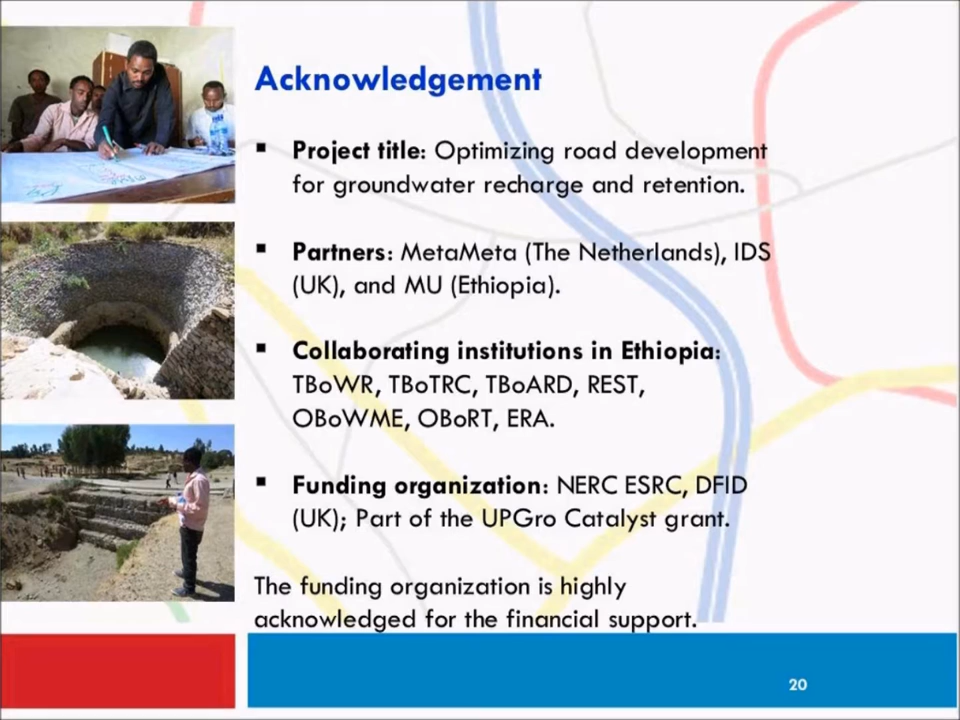 Acknowledgement
▪ Project title: Optimizing road development
for groundwater recharge and retention.
▪ Partners: MetaMeta (The Netherlands), IDS
(UK), and MU (Ethiopia).
▪ Collaborating institutions in Ethiopia:
TBoWR, TBoTRC, TBoARD, REST,
OBoWME, OBoRT, ERA.
▪ Funding organization: NERC ESRC, DFID
(UK); Part of the UPGro Catalyst grant.
The funding organization is highly
acknowledged for the financial support.
20